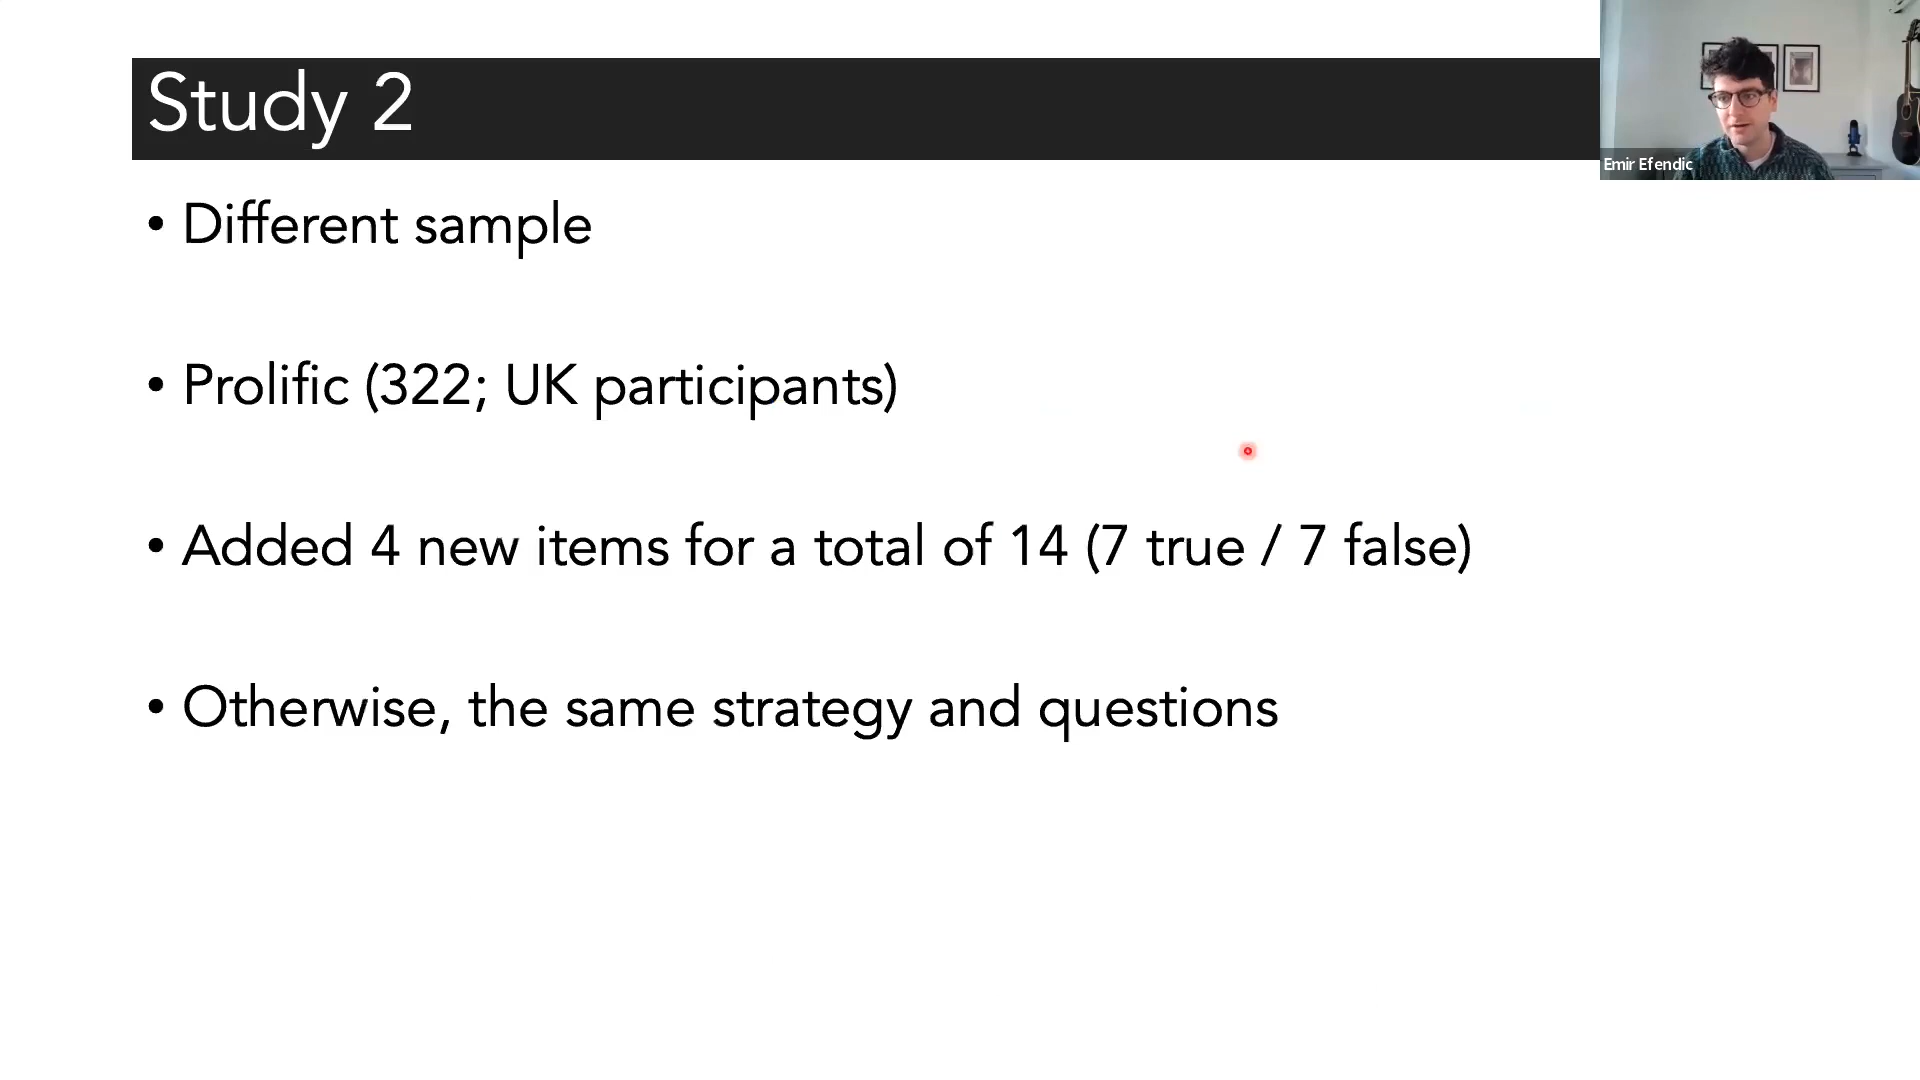 Study 2
Emir Efendic
• Different sample
• Prolific (322; UK participants)
• Added 4 new items for a total of 14 (7 true / 7 false)
• Otherwise, the same strategy and questions